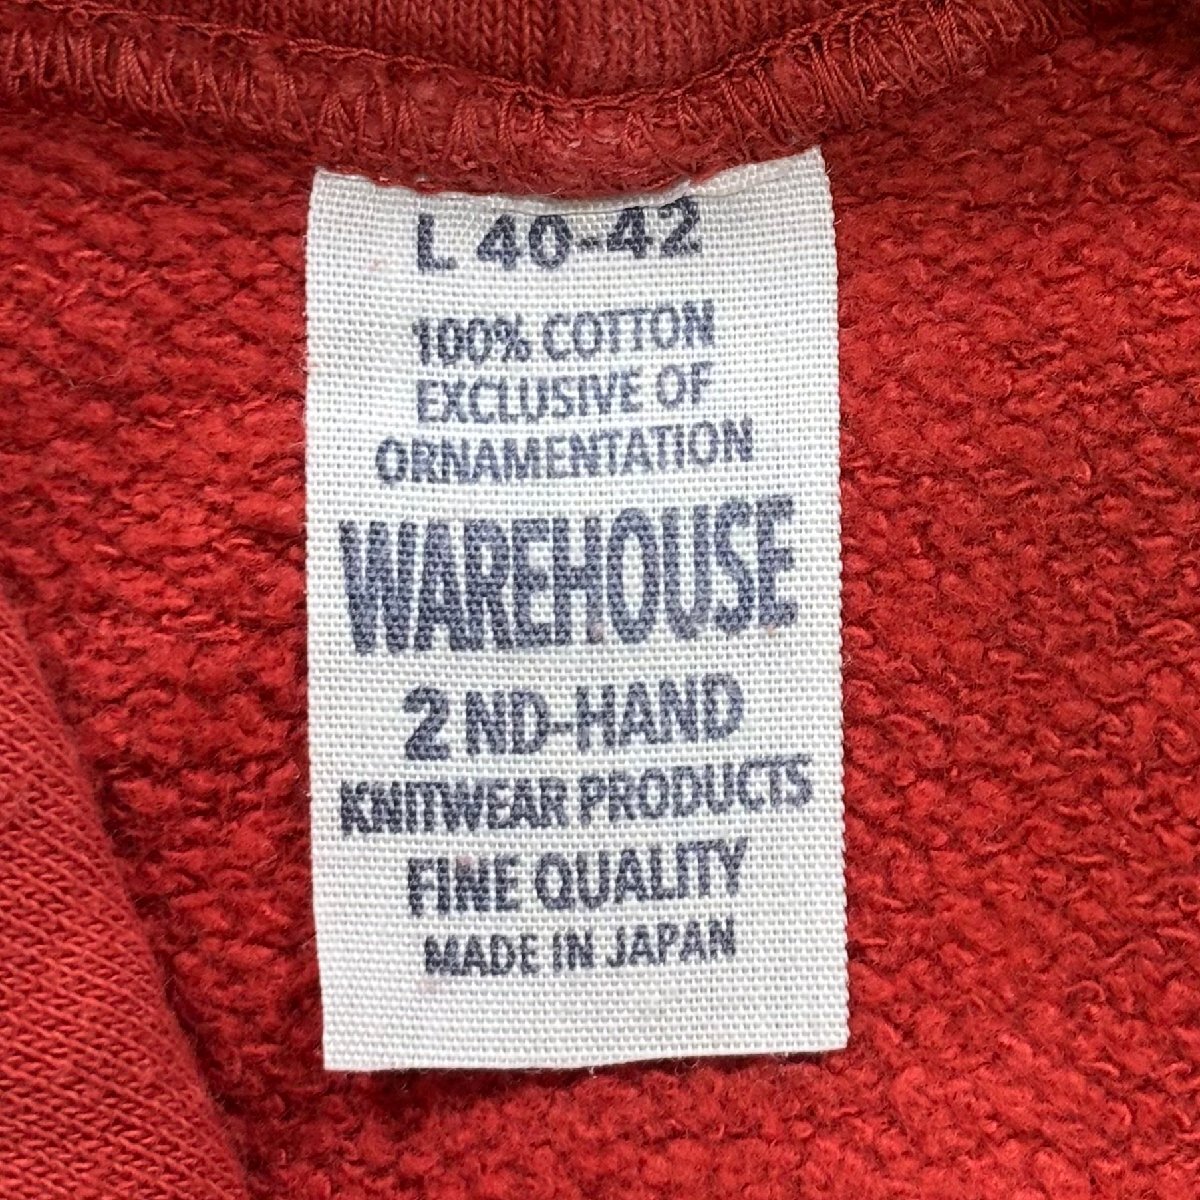 L 40-42
100% COTTON
EXCLUSIVE OF
ORNAMENTATION
WAREHOUSE
2 ND-HAND
KNITWEAR PRODUCTS
FINE QUALITY
MADE IN JAPAN